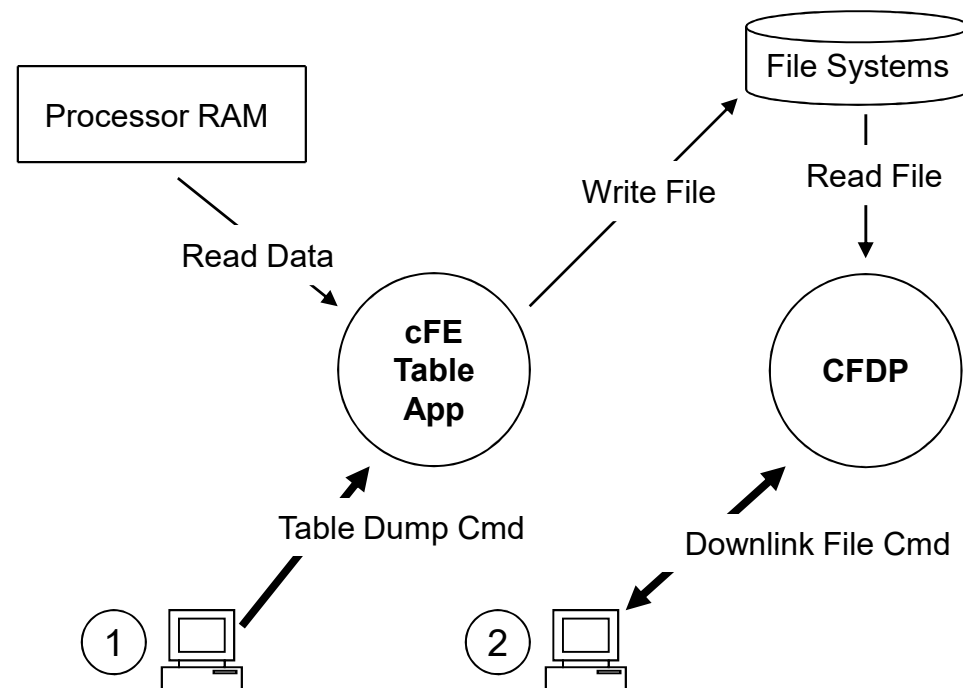 File Systems
Processor RAM
Write File
Read File
Read Data
cFE
Table
App
CFDP
Table Dump Cmd
Downlink File Cmd
1
2